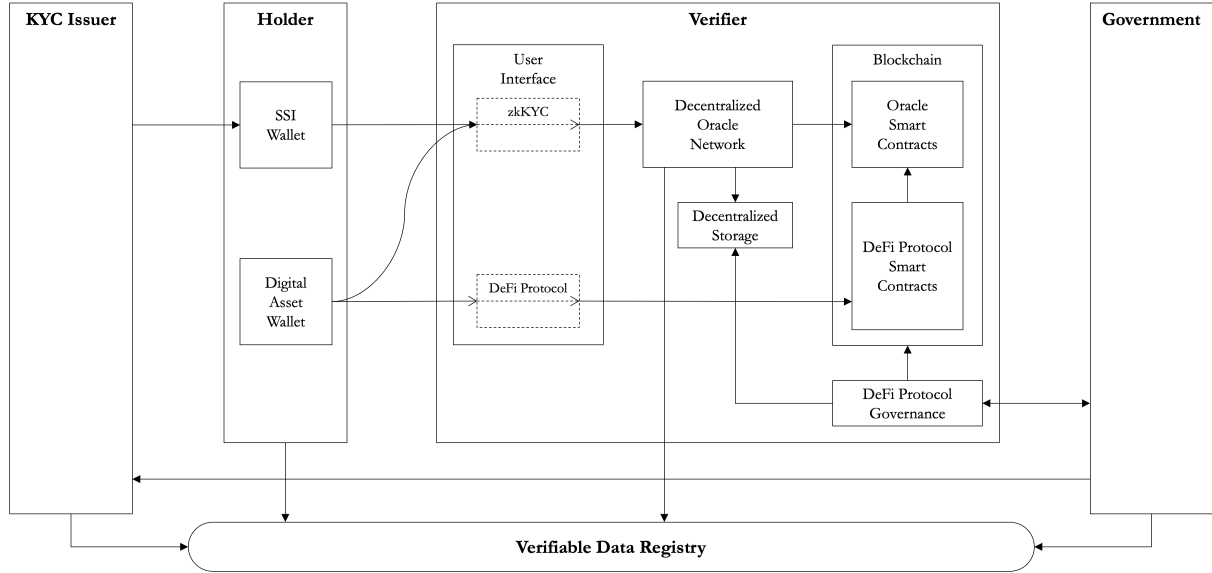 KYC Issuer
Holder
Verifier
Government
SSI
Wallet
Digital
Asset
Wallet
User
Interface
zkKYC
DeFi Protocol
Decentralized
Oracle
Network
Decentralized
Storage
Blockchain
Oracle
Smart
Contracts
DeFi Protocol
Smart
Contracts
DeFi Protocol
Governance
Verifiable Data Registry